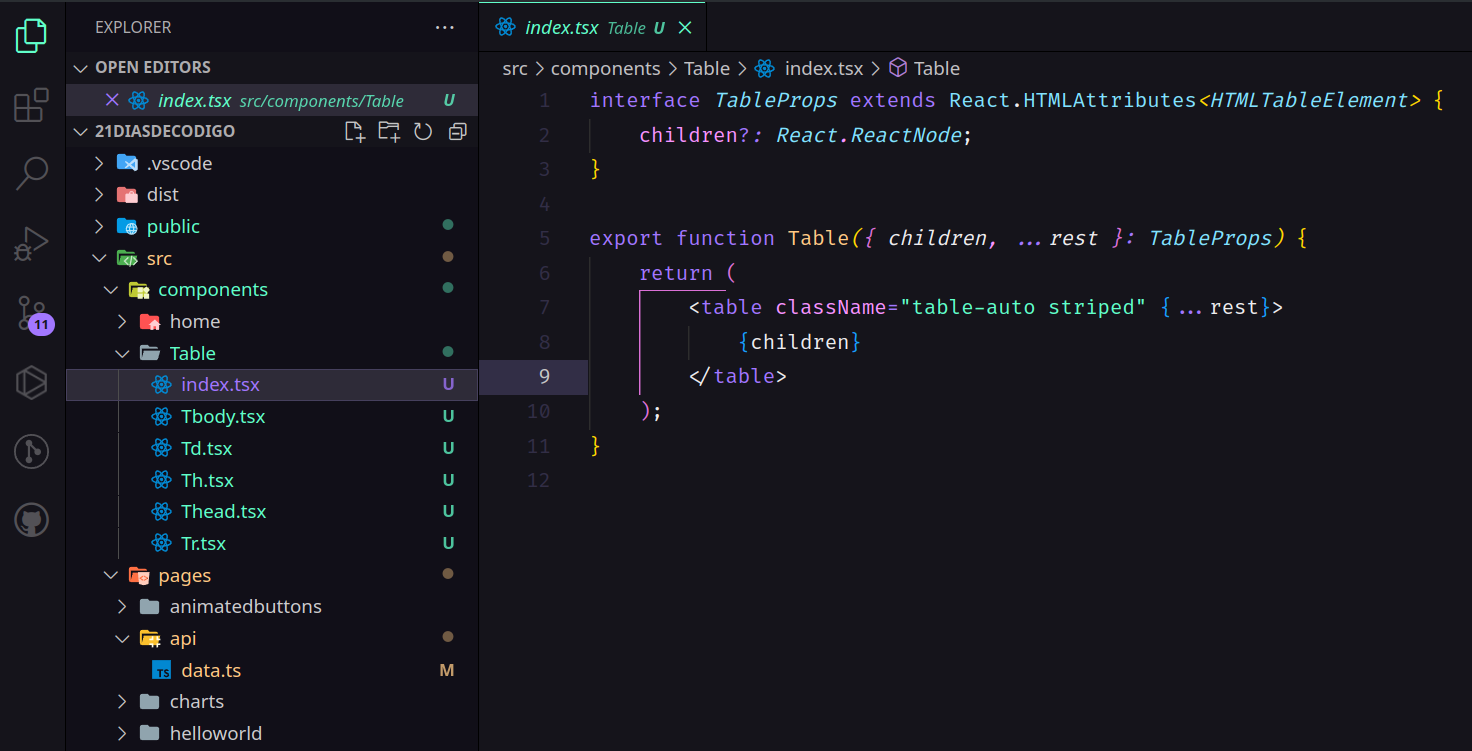 EXPLORER ···
OPEN EDITORS
index.tsx src/components/Table U
21DIASDECODIGO
.vscode
dist
public
src
components
home
Table
index.tsx U
Tbody.tsx U
Td.tsx U
Th.tsx U
Thead.tsx U
Tr.tsx U
pages
animatedbuttons
api
TS data.ts M
charts
helloworld
11
index.tsx Table U
src > components > Table > index.tsx > Table
1 interface TableProps extends React.HTMLAttributes<HTMLTableElement> {
2 children?: React.ReactNode;
3 }
4
5 export function Table({ children, ...rest }: TableProps) {
6 return (
7 <table className="table-auto striped" {...rest}>
8 {children}
9 </table>
10 );
11 }
12